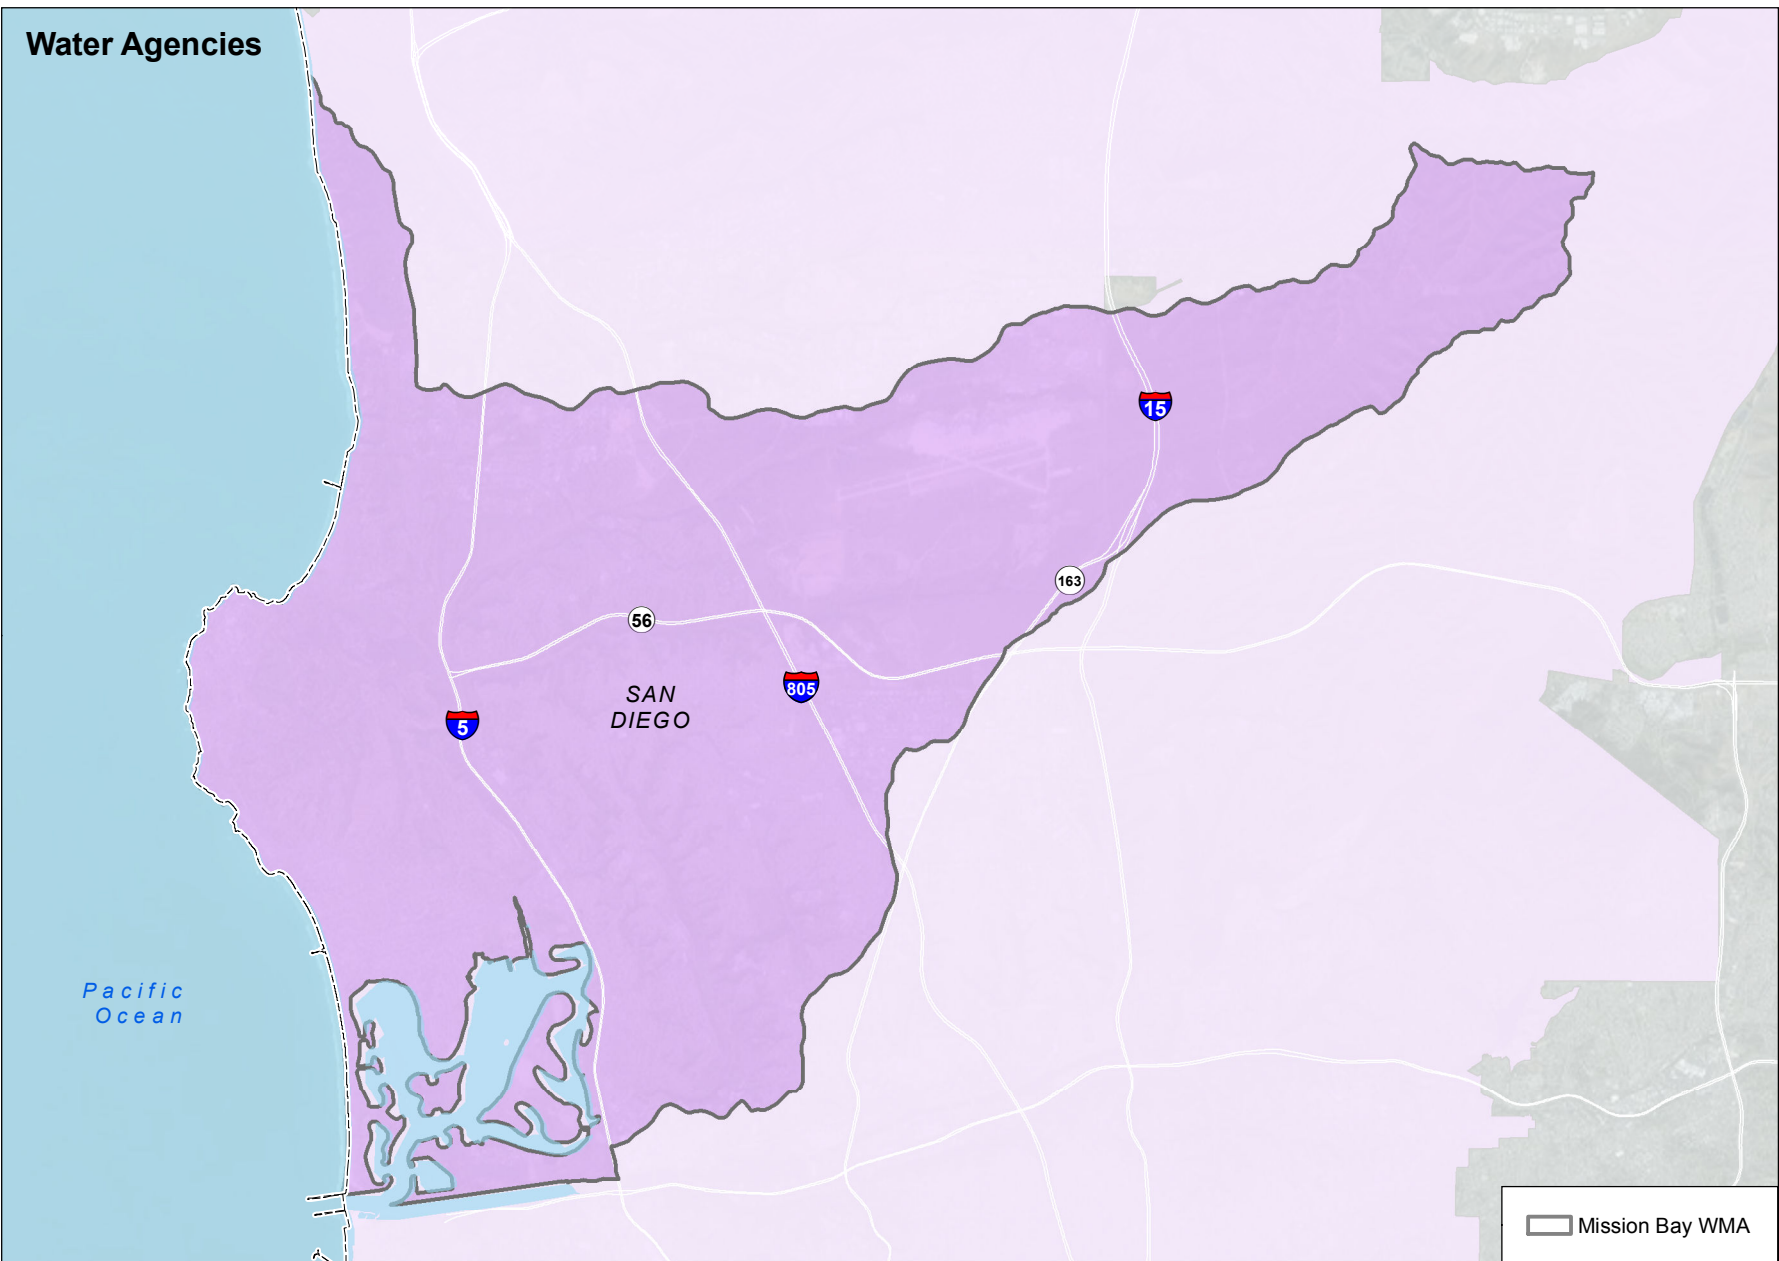 Water Agencies
15
163
56
SAN
DIEGO
805
5
Pacific
Ocean
Mission Bay WMA